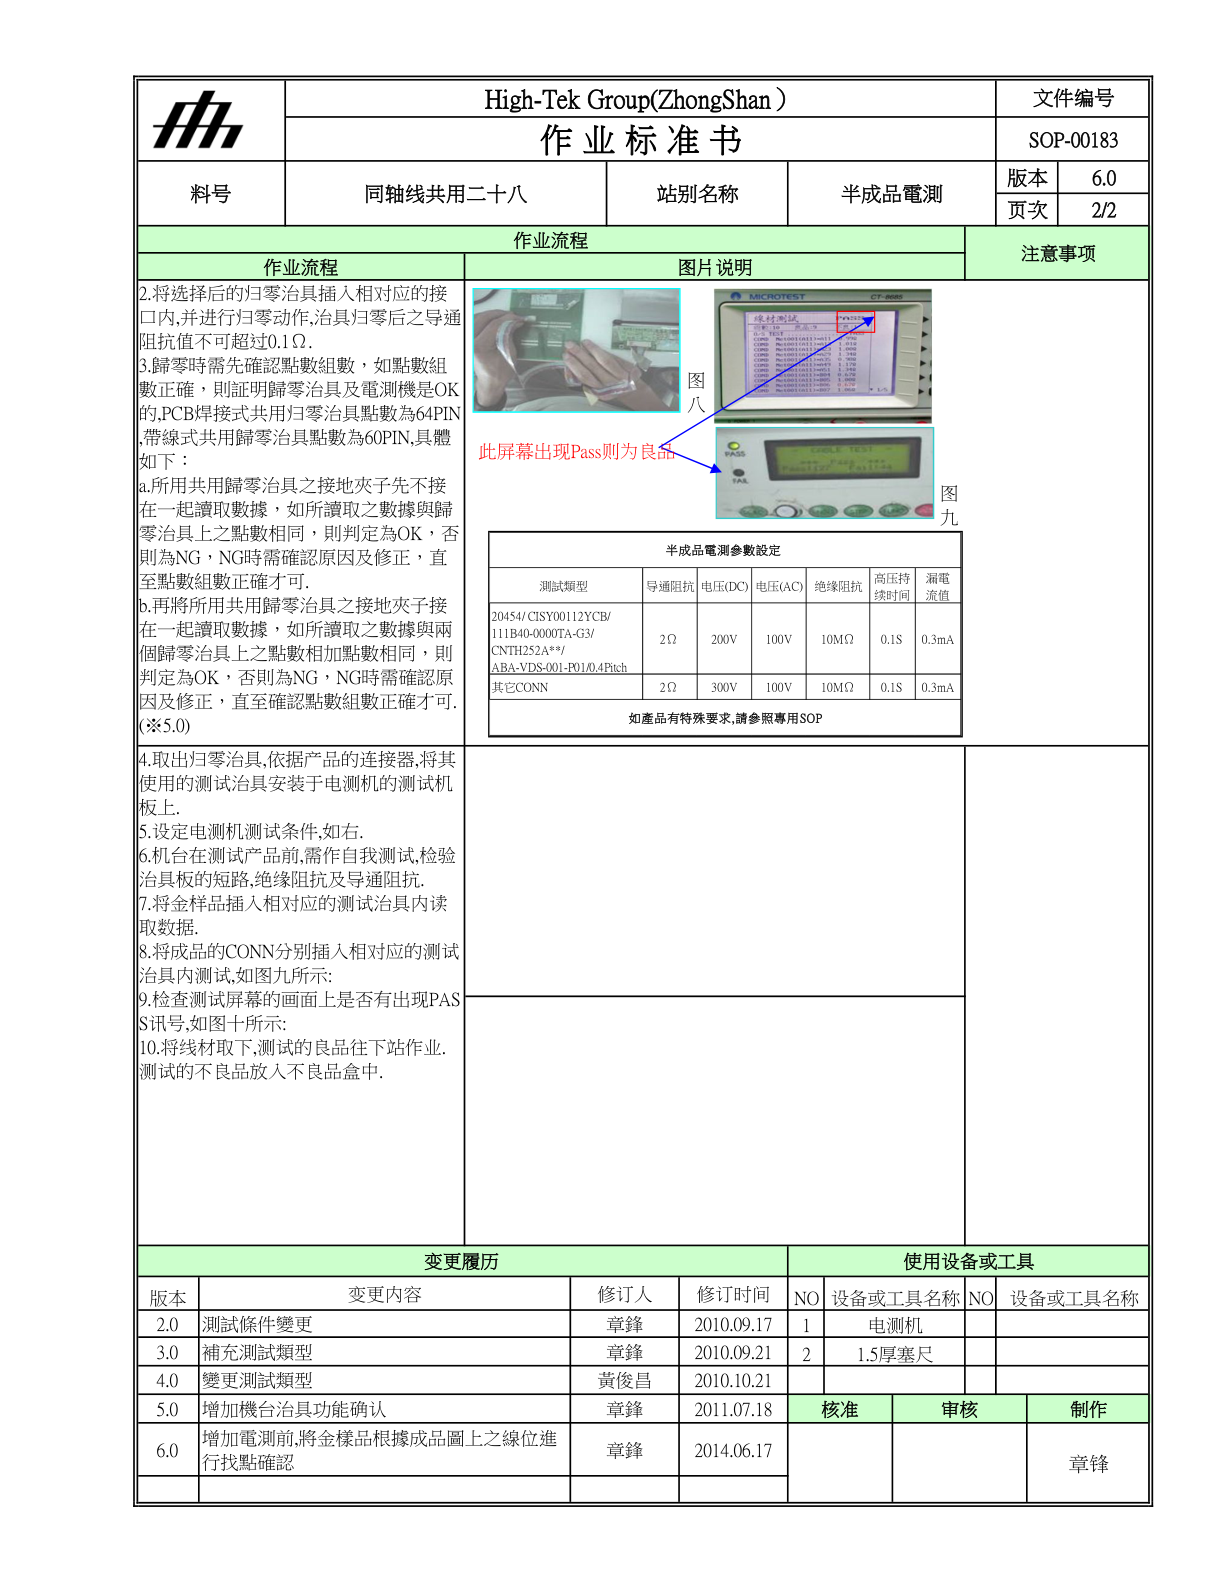 High-Tek Group(ZhongShan）
文件编号
作业标准书
SOP-00183
料号
同轴线共用二十八
站别名称
半成品電測
版本
6.0
页次
2/2
作业流程
注意事项
作业流程
图片说明
2.将选择后的归零治具插入相对应的接
口内,并进行归零动作,治具归零后之导通
阻抗值不可超过0.1Ω.
3.歸零時需先確認點數組數，如點數組
數正確，則証明歸零治具及電測機是OK
的,PCB焊接式共用归零治具點數為64PIN
,帶線式共用歸零治具點數為60PIN,具體
如下：
a.所用共用歸零治具之接地夾子先不接
在一起讀取數據，如所讀取之數據與歸
零治具上之點數相同，則判定為OK，否
則為NG，NG時需確認原因及修正，直
至點數組數正確才可.
b.再將所用共用歸零治具之接地夾子接
在一起讀取數據，如所讀取之數據與兩
個歸零治具上之點數相加點數相同，則
判定為OK，否則為NG，NG時需確認原
因及修正，直至確認點數組數正確才可.
(※5.0)
图
八
MICROTEST
CT-8685
線材測試
PASS
此屏幕出现Pass则为良品
PASS
FAIL
CABLE TEST
图
九
半成品電測參數設定
測試類型
导通阻抗
电压(DC)
电压(AC)
绝缘阻抗
高压持
续时间
漏電
流值
20454/ CISY00112YCB/
111B40-0000TA-G3/
CNTH252A**/
ABA-VDS-001-P01/0.4Pitch
2Ω
200V
100V
10MΩ
0.1S
0.3mA
其它CONN
2Ω
300V
100V
10MΩ
0.1S
0.3mA
如產品有特殊要求,請參照專用SOP
4.取出归零治具,依据产品的连接器,将其
使用的测试治具安装于电测机的测试机
板上.
5.设定电测机测试条件,如右.
6.机台在测试产品前,需作自我测试,检验
治具板的短路,绝缘阻抗及导通阻抗.
7.将金样品插入相对应的测试治具内读
取数据.
8.将成品的CONN分别插入相对应的测试
治具内测试,如图九所示:
9.检查测试屏幕的画面上是否有出现PAS
S讯号,如图十所示:
10.将线材取下,测试的良品往下站作业.
测试的不良品放入不良品盒中.
变更履历
使用设备或工具
版本
变更内容
修订人
修订时间
NO
设备或工具名称
NO
设备或工具名称
2.0
測試條件變更
章鋒
2010.09.17
1
电测机
3.0
補充測試類型
章鋒
2010.09.21
2
1.5厚塞尺
4.0
變更測試類型
黃俊昌
2010.10.21
5.0
增加機台治具功能确认
章鋒
2011.07.18
核准
审核
制作
6.0
增加電測前,將金樣品根據成品圖上之線位進
行找點確認
章鋒
2014.06.17
章锋